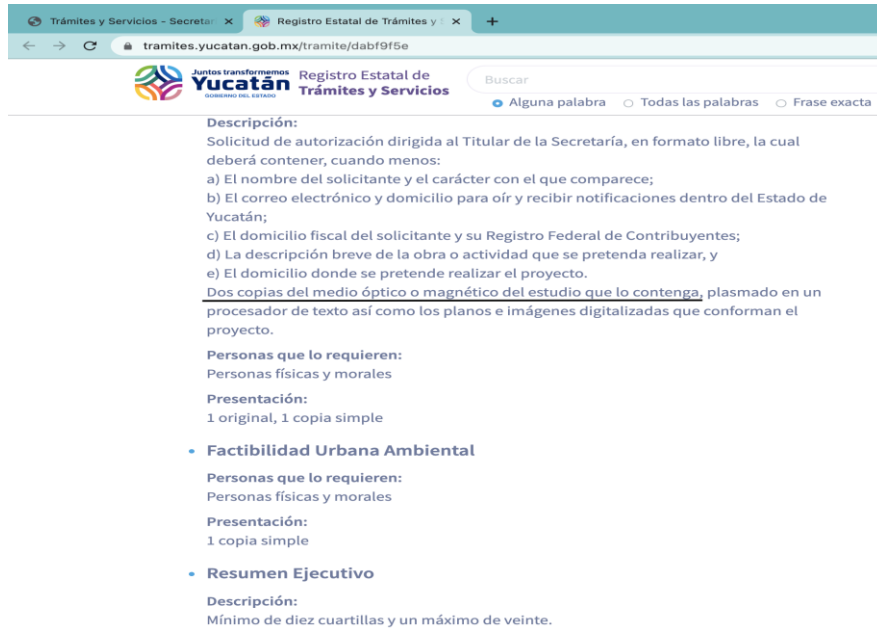 Trámites y Servicios - Secretar
Registro Estatal de Trámites y S
tramites.yucatan.gob.mx/tramite/dabf9f5e
Juntos transformemos
Yucatán
GOBIERNO DEL ESTADO
Registro Estatal de
Trámites y Servicios
Buscar
Alguna palabra
Todas las palabras
Frase exacta
Descripción:
Solicitud de autorización dirigida al Titular de la Secretaría, en formato libre, la cual
deberá contener, cuando menos:
a) El nombre del solicitante y el carácter con el que comparece;
b) El correo electrónico y domicilio para oír y recibir notificaciones dentro del Estado de
Yucatán;
c) El domicilio fiscal del solicitante y su Registro Federal de Contribuyentes;
d) La descripción breve de la obra o actividad que se pretenda realizar, y
e) El domicilio donde se pretende realizar el proyecto.
Dos copias del medio óptico o magnético del estudio que lo contenga, plasmado en un
procesador de texto así como los planos e imágenes digitalizadas que conforman el
proyecto.
Personas que lo requieren:
Personas físicas y morales
Presentación:
1 original, 1 copia simple
• Factibilidad Urbana Ambiental
Personas que lo requieren:
Personas físicas y morales
Presentación:
1 copia simple
• Resumen Ejecutivo
Descripción:
Mínimo de diez cuartillas y un máximo de veinte.